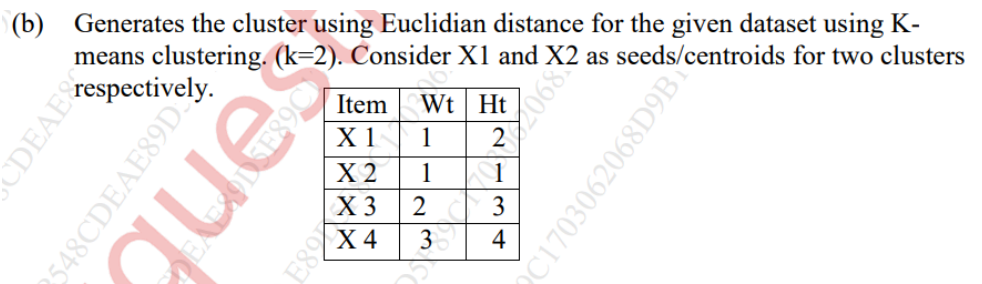 (b) Generates the cluster using Euclidian distance for the given dataset using K-
means clustering. (k=2). Consider X1 and X2 as seeds/centroids for two clusters
respectively.
Item Wt Ht
X 1 1 2
X 2 1 1
X 3 2 3
X 4 3 4